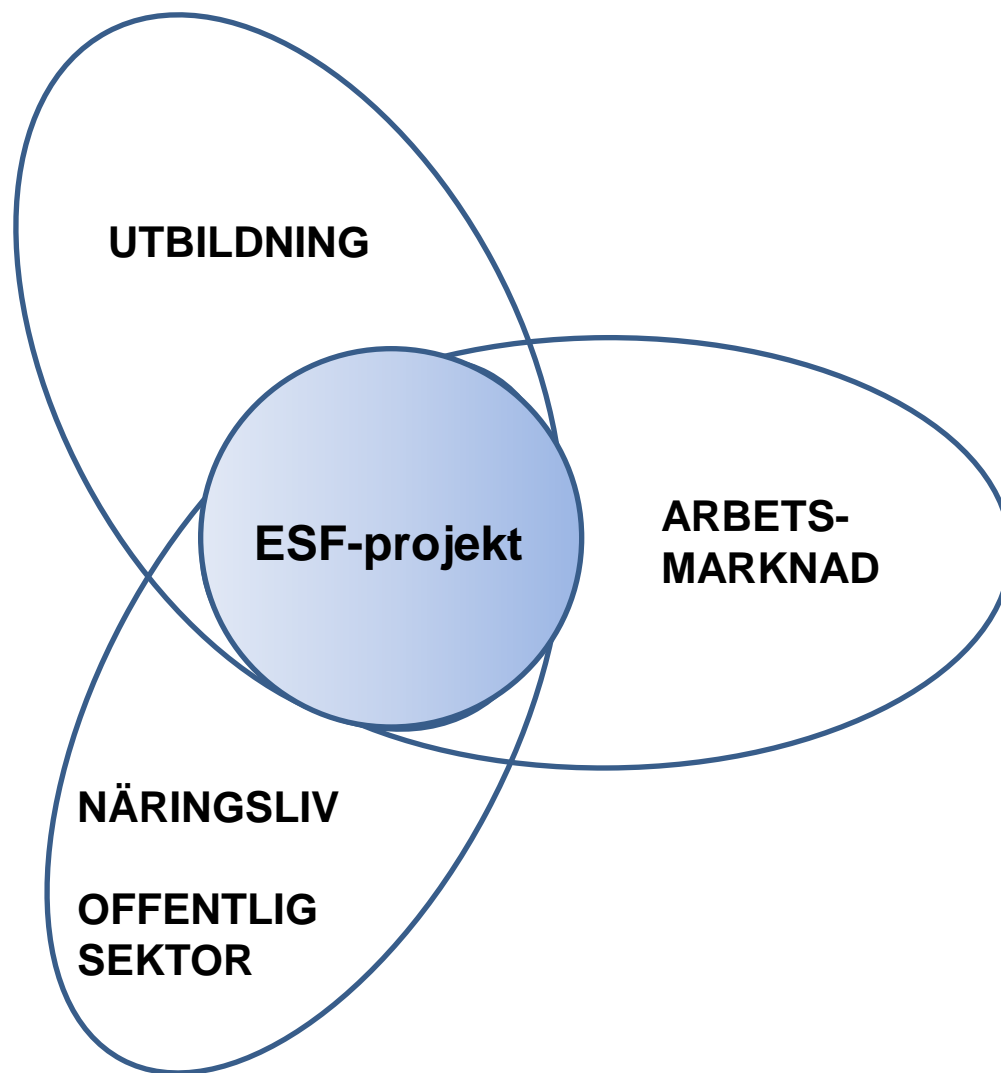 UTBILDNING
ARBETS-
MARKNAD
ESF-projekt
NÄRINGSLIV
OFFENTLIG
SEKTOR